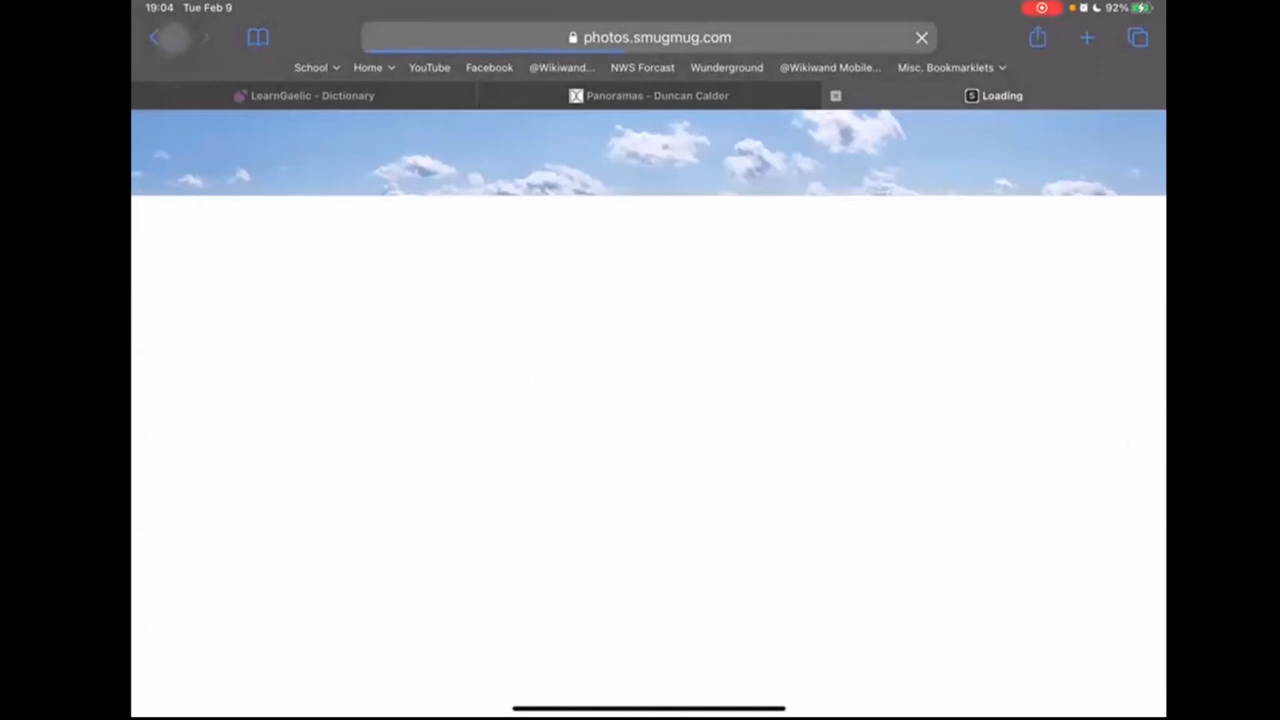 19:04 Tue Feb 9 92%
photos.smugmug.com
School Home YouTube Facebook @Wikiwand... NWS Forcast Wunderground @Wikiwand Mobile... Misc. Bookmarklets
LearnGaelic - Dictionary Panoramas - Duncan Calder S Loading